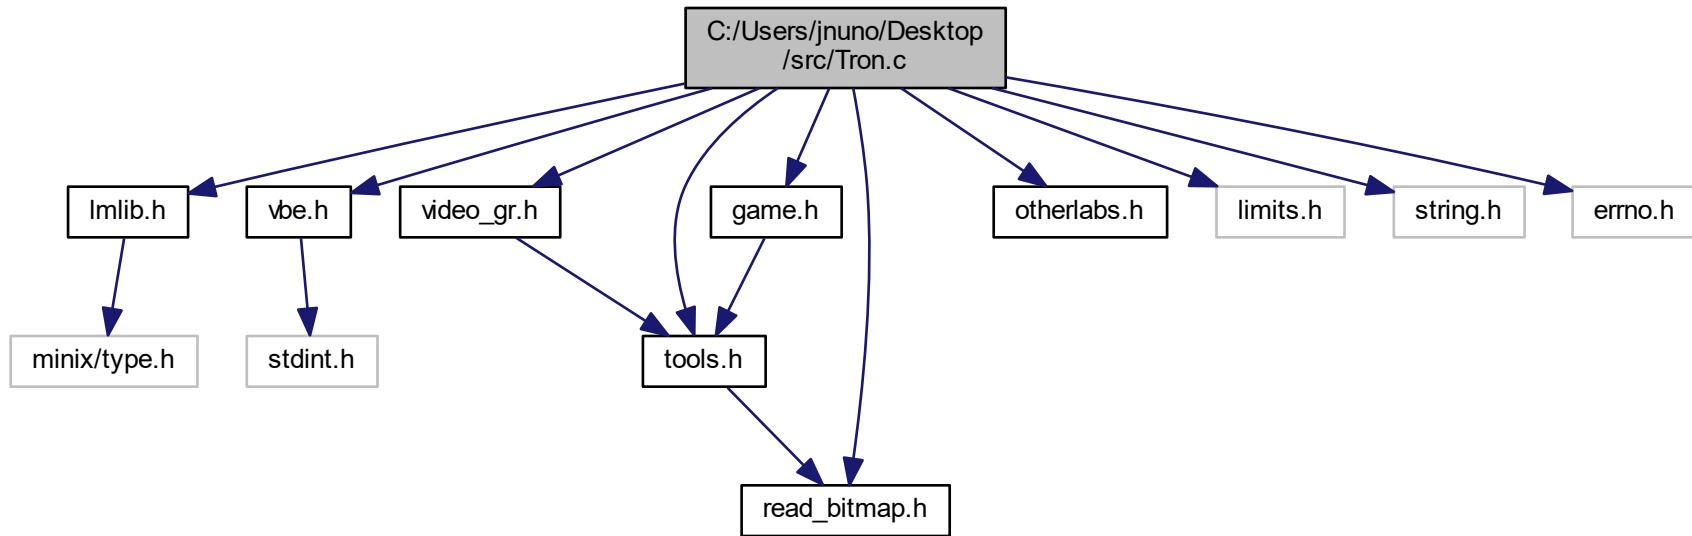 C:/Users/jnuno/Desktop
/src/Tron.c
lmlib.h
vbe.h
video_gr.h
game.h
otherlabs.h
limits.h
string.h
errno.h
minix/type.h
stdint.h
tools.h
read_bitmap.h